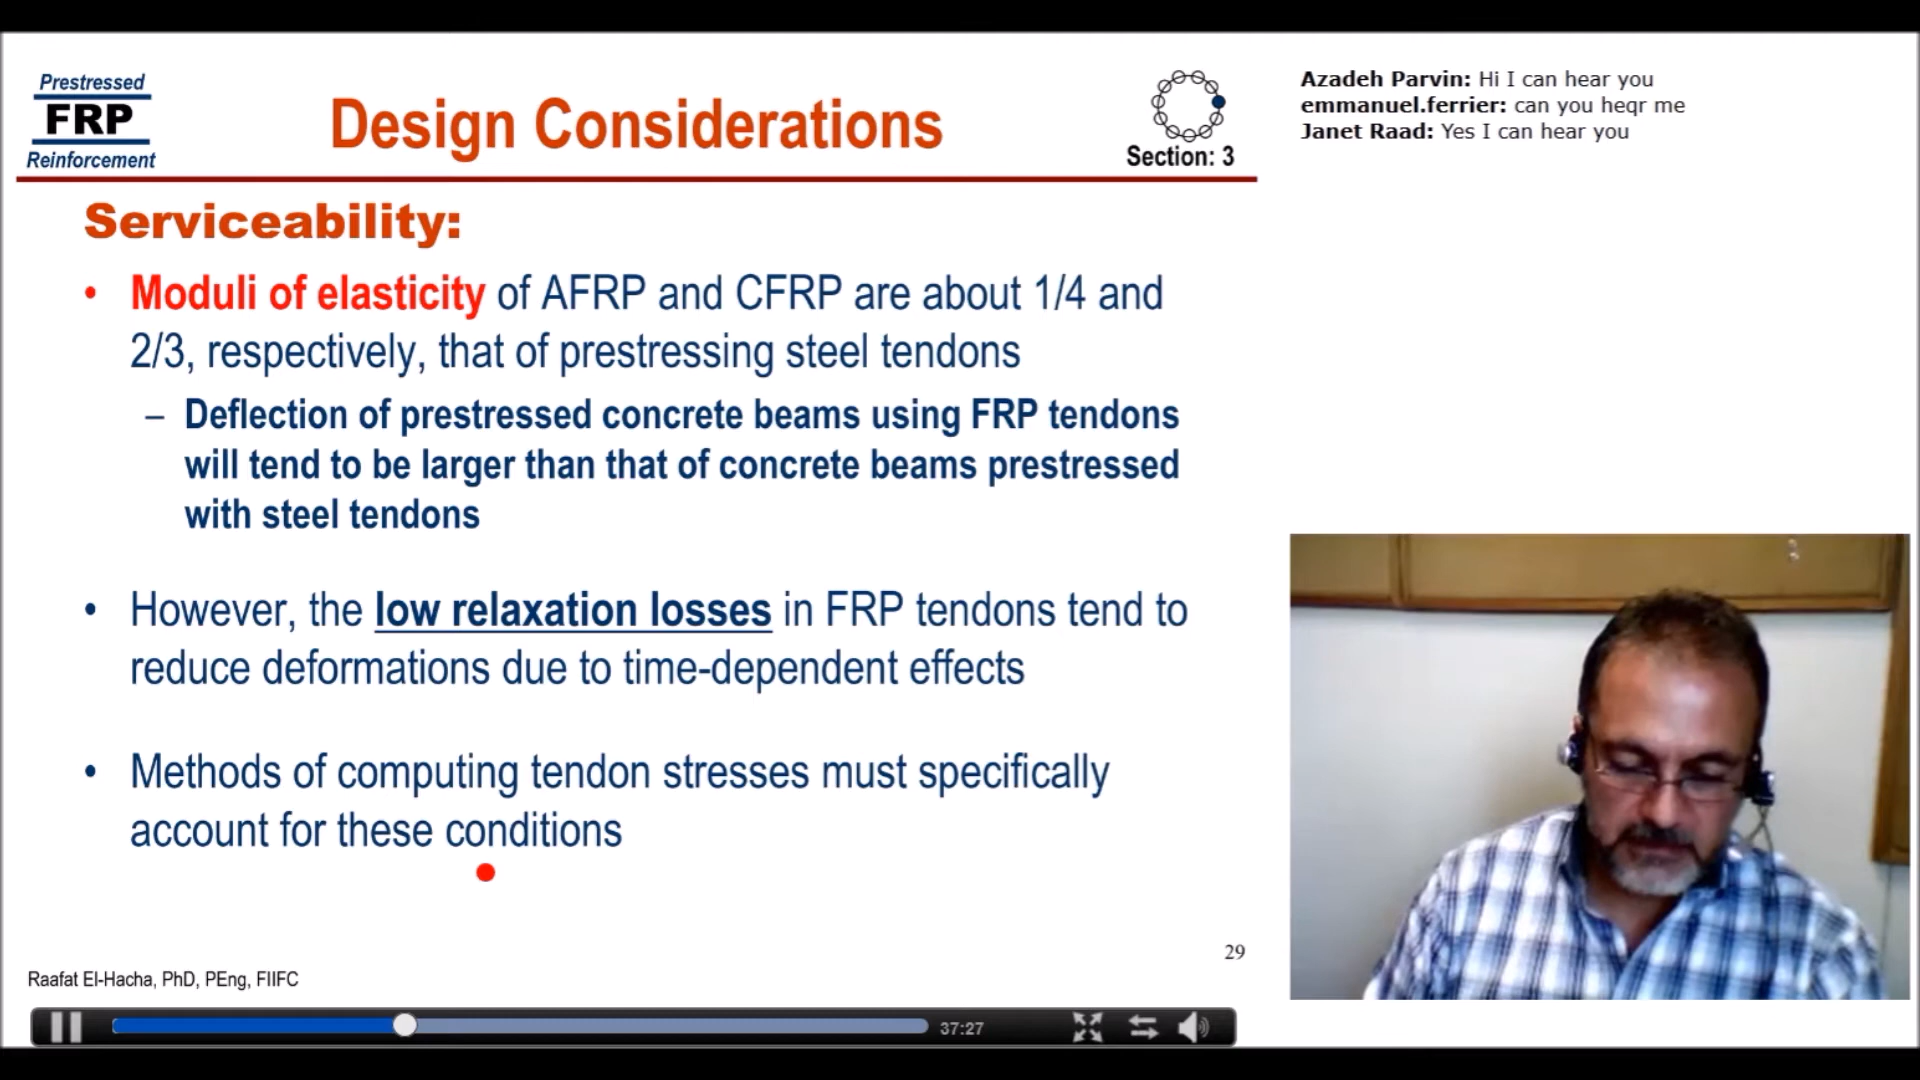 Prestressed
FRP
Reinforcement
Design Considerations
Section: 3
Serviceability:
• Moduli of elasticity of AFRP and CFRP are about 1/4 and
2/3, respectively, that of prestressing steel tendons
– Deflection of prestressed concrete beams using FRP tendons
will tend to be larger than that of concrete beams prestressed
with steel tendons
• However, the low relaxation losses in FRP tendons tend to
reduce deformations due to time-dependent effects
• Methods of computing tendon stresses must specifically
account for these conditions
29
Raafat El-Hacha, PhD, PEng, FIIFC
37:27
Azadeh Parvin: Hi I can hear you
emmanuel.ferrier: can you heqr me
Janet Raad: Yes I can hear you